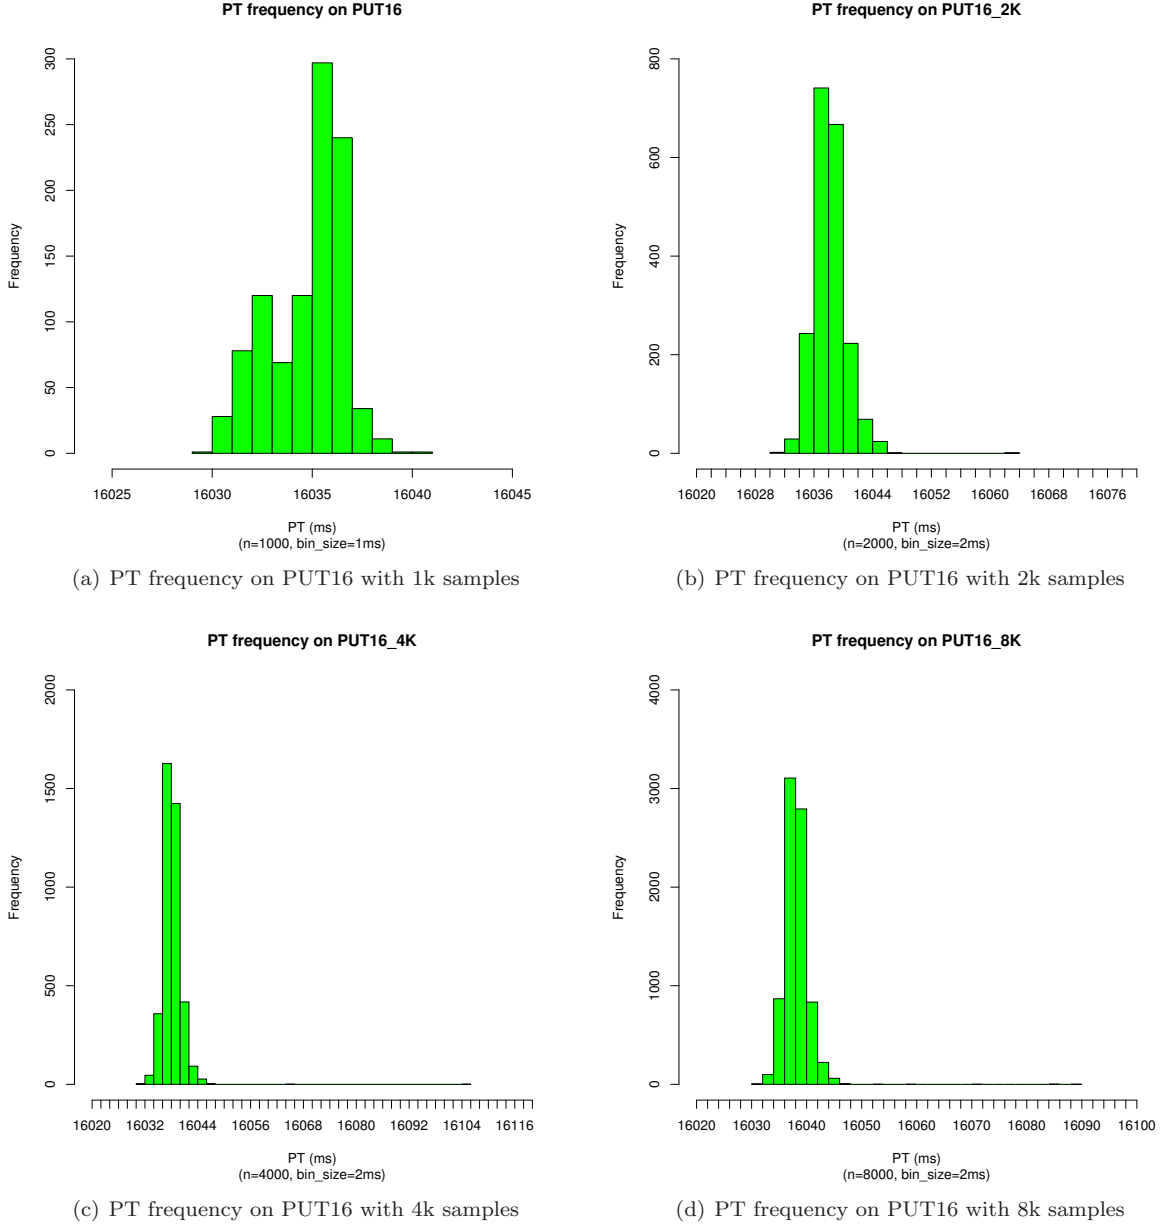 PT frequency on PUT16
300
250
200
150
100
50
0
Frequency
16025 16030 16035 16040 16045
PT (ms)
(n=1000, bin_size=1ms)
(a) PT frequency on PUT16 with 1k samples
PT frequency on PUT16_2K
800
600
400
200
0
Frequency
16020 16028 16036 16044 16052 16060 16068 16076
PT (ms)
(n=2000, bin_size=2ms)
(b) PT frequency on PUT16 with 2k samples
PT frequency on PUT16_4K
2000
1500
1000
500
0
Frequency
16020 16032 16044 16056 16068 16080 16092 16104 16116
PT (ms)
(n=4000, bin_size=2ms)
(c) PT frequency on PUT16 with 4k samples
PT frequency on PUT16_8K
4000
3000
2000
1000
0
Frequency
16020 16030 16040 16050 16060 16070 16080 16090 16100
PT (ms)
(n=8000, bin_size=2ms)
(d) PT frequency on PUT16 with 8k samples